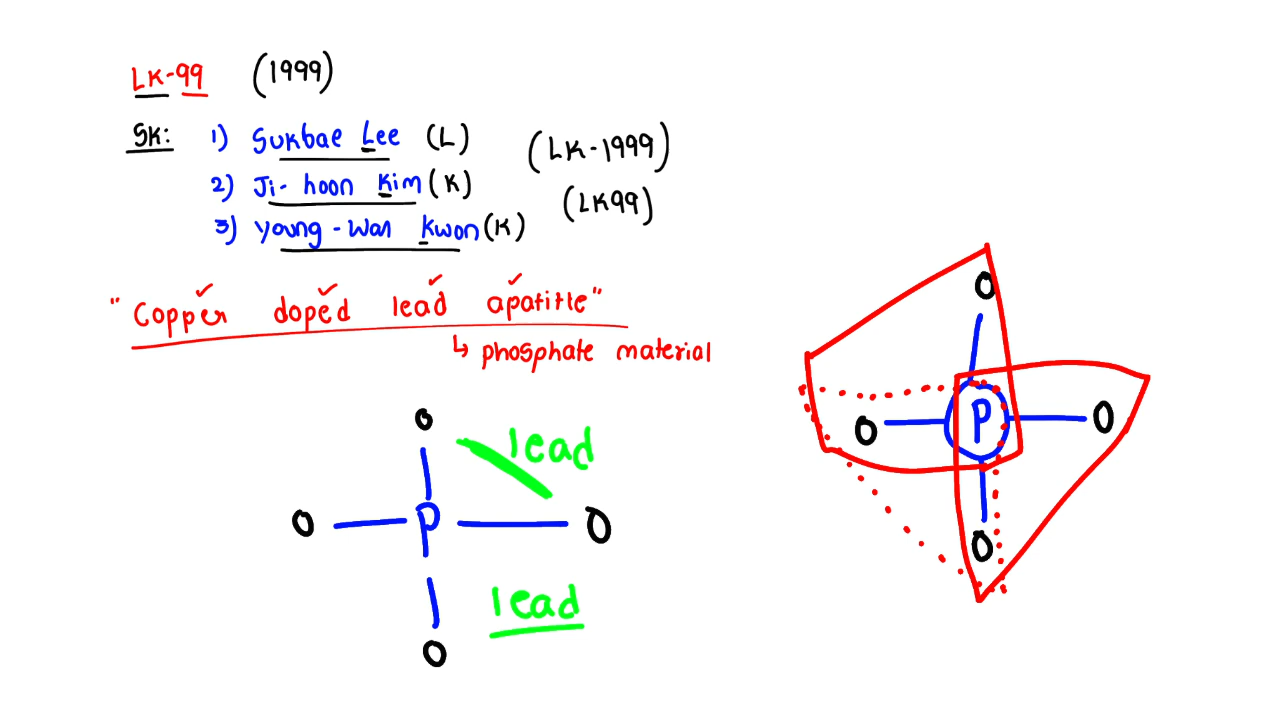 LK-99 (1999)
SK: 1) Sukbae Lee (L)
2) Ji-hoon Kim (K)
3) Young-Wan Kwon (K)
(LK-1999)
(LK99)
"Copper doped lead apatitle"
↳ phosphate material
O
lead
O P O
lead
O
O
O P O
O